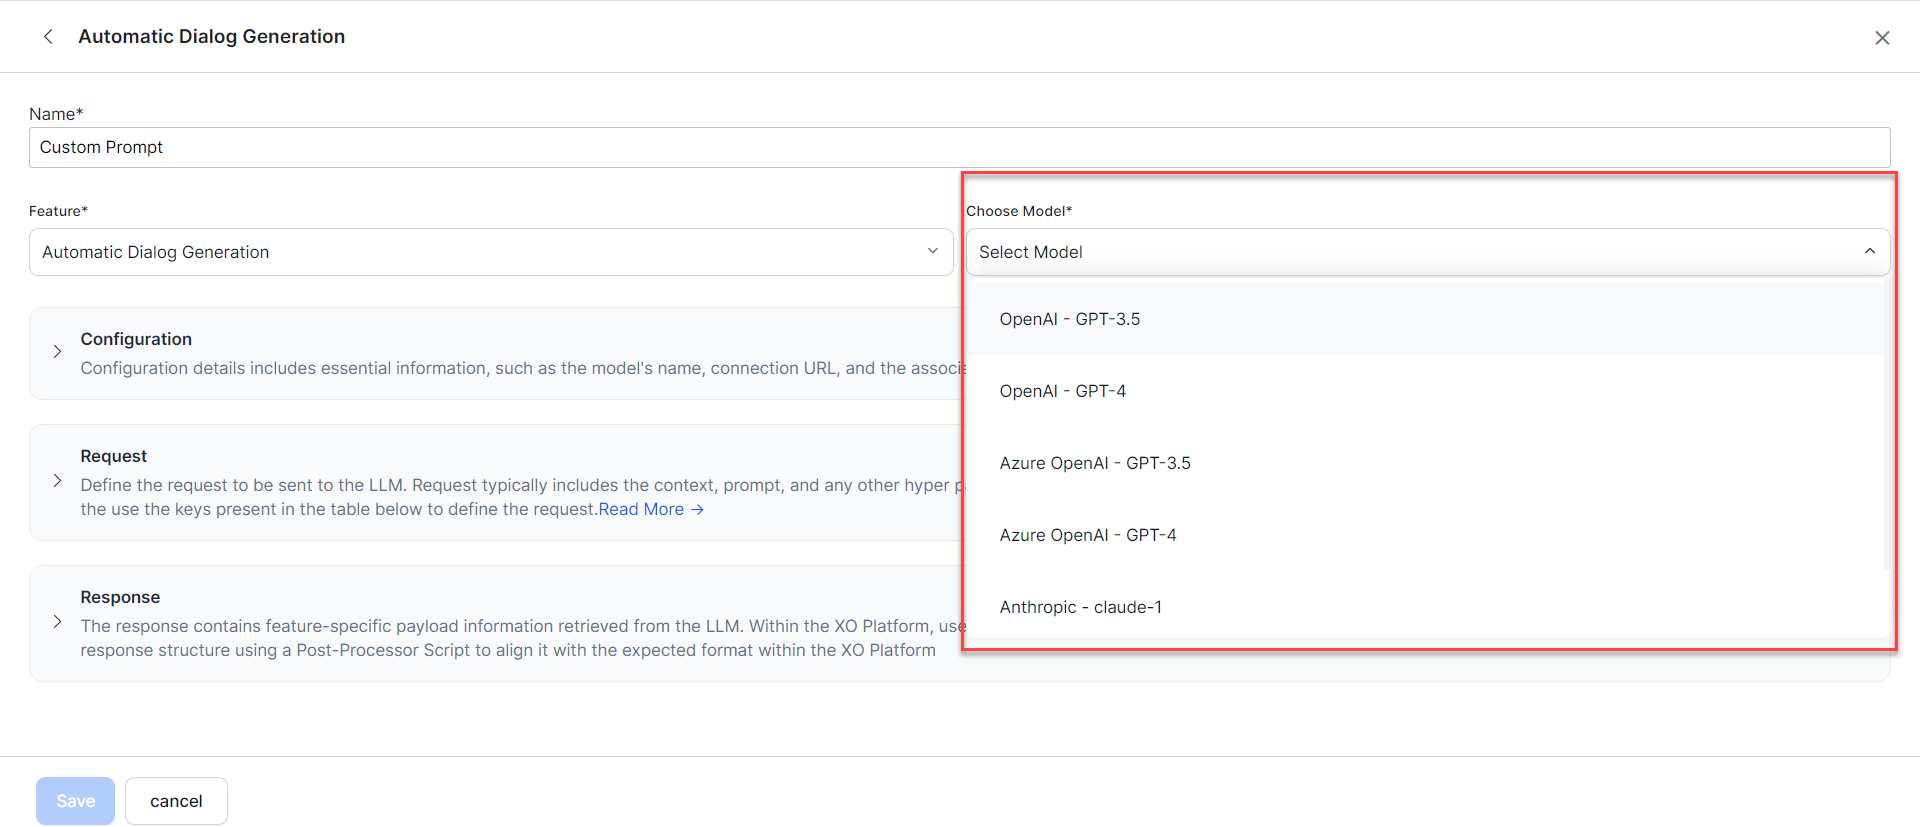 Automatic Dialog Generation
Name*
Custom Prompt
Feature*
Choose Model*
Automatic Dialog Generation
Select Model
OpenAI - GPT-3.5
OpenAI - GPT-4
Azure OpenAI - GPT-3.5
Azure OpenAI - GPT-4
Anthropic - claude-1
Configuration
Configuration details includes essential information, such as the model's name, connection URL, and the associa
Request
Define the request to be sent to the LLM. Request typically includes the context, prompt, and any other hyper p
the use the keys present in the table below to define the request.Read More →
Response
The response contains feature-specific payload information retrieved from the LLM. Within the XO Platform, use
response structure using a Post-Processor Script to align it with the expected format within the XO Platform
Save
cancel